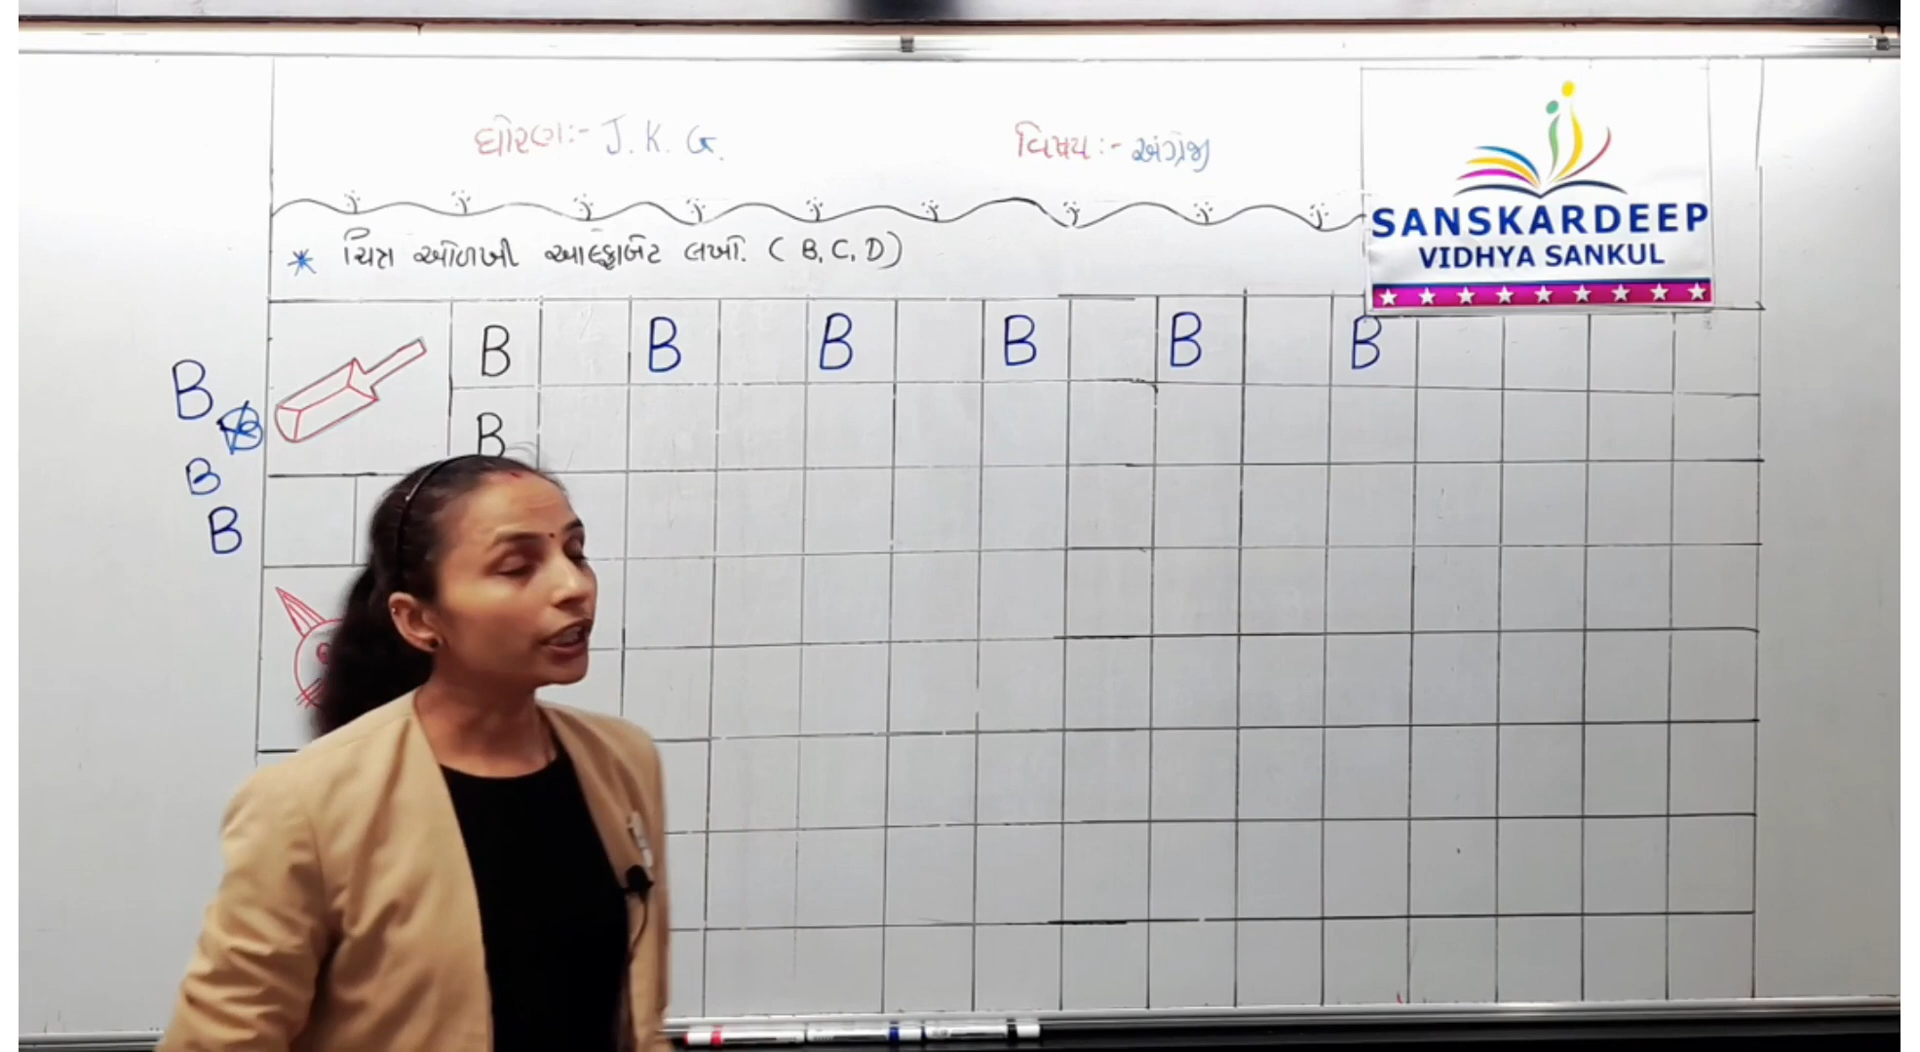 ધોરણ:- J. K. G.
વિષય:- અંગ્રેજી
SANSKARDEEP
VIDHYA SANKUL
* ચિત્ર ઓળખી આલ્ફાબેટ લખો. ( B, C, D )
B B B B B B
B
B
B
B